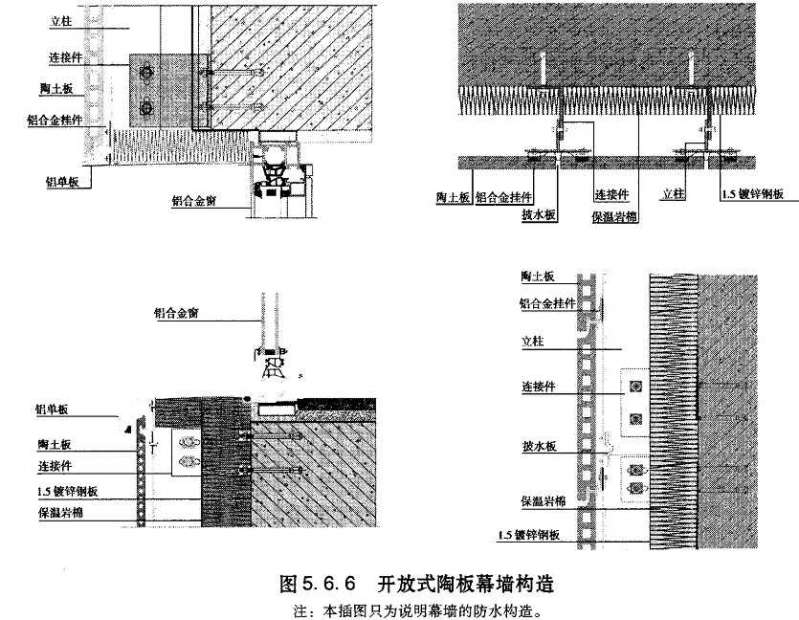 立柱
连接件
陶土板
铝合金挂件
铝单板
铝合金窗
陶土板 铝合金挂件 连接件 立柱 1.5镀锌钢板
披水板 保温岩棉
铝合金窗
铝单板
陶土板
连接件
1.5镀锌钢板
保温岩棉
陶土板
铝合金挂件
立柱
连接件
披水板
保温岩棉
1.5镀锌钢板
图5.6.6 开放式陶板幕墙构造
注：本插图只为说明幕墙的防水构造。